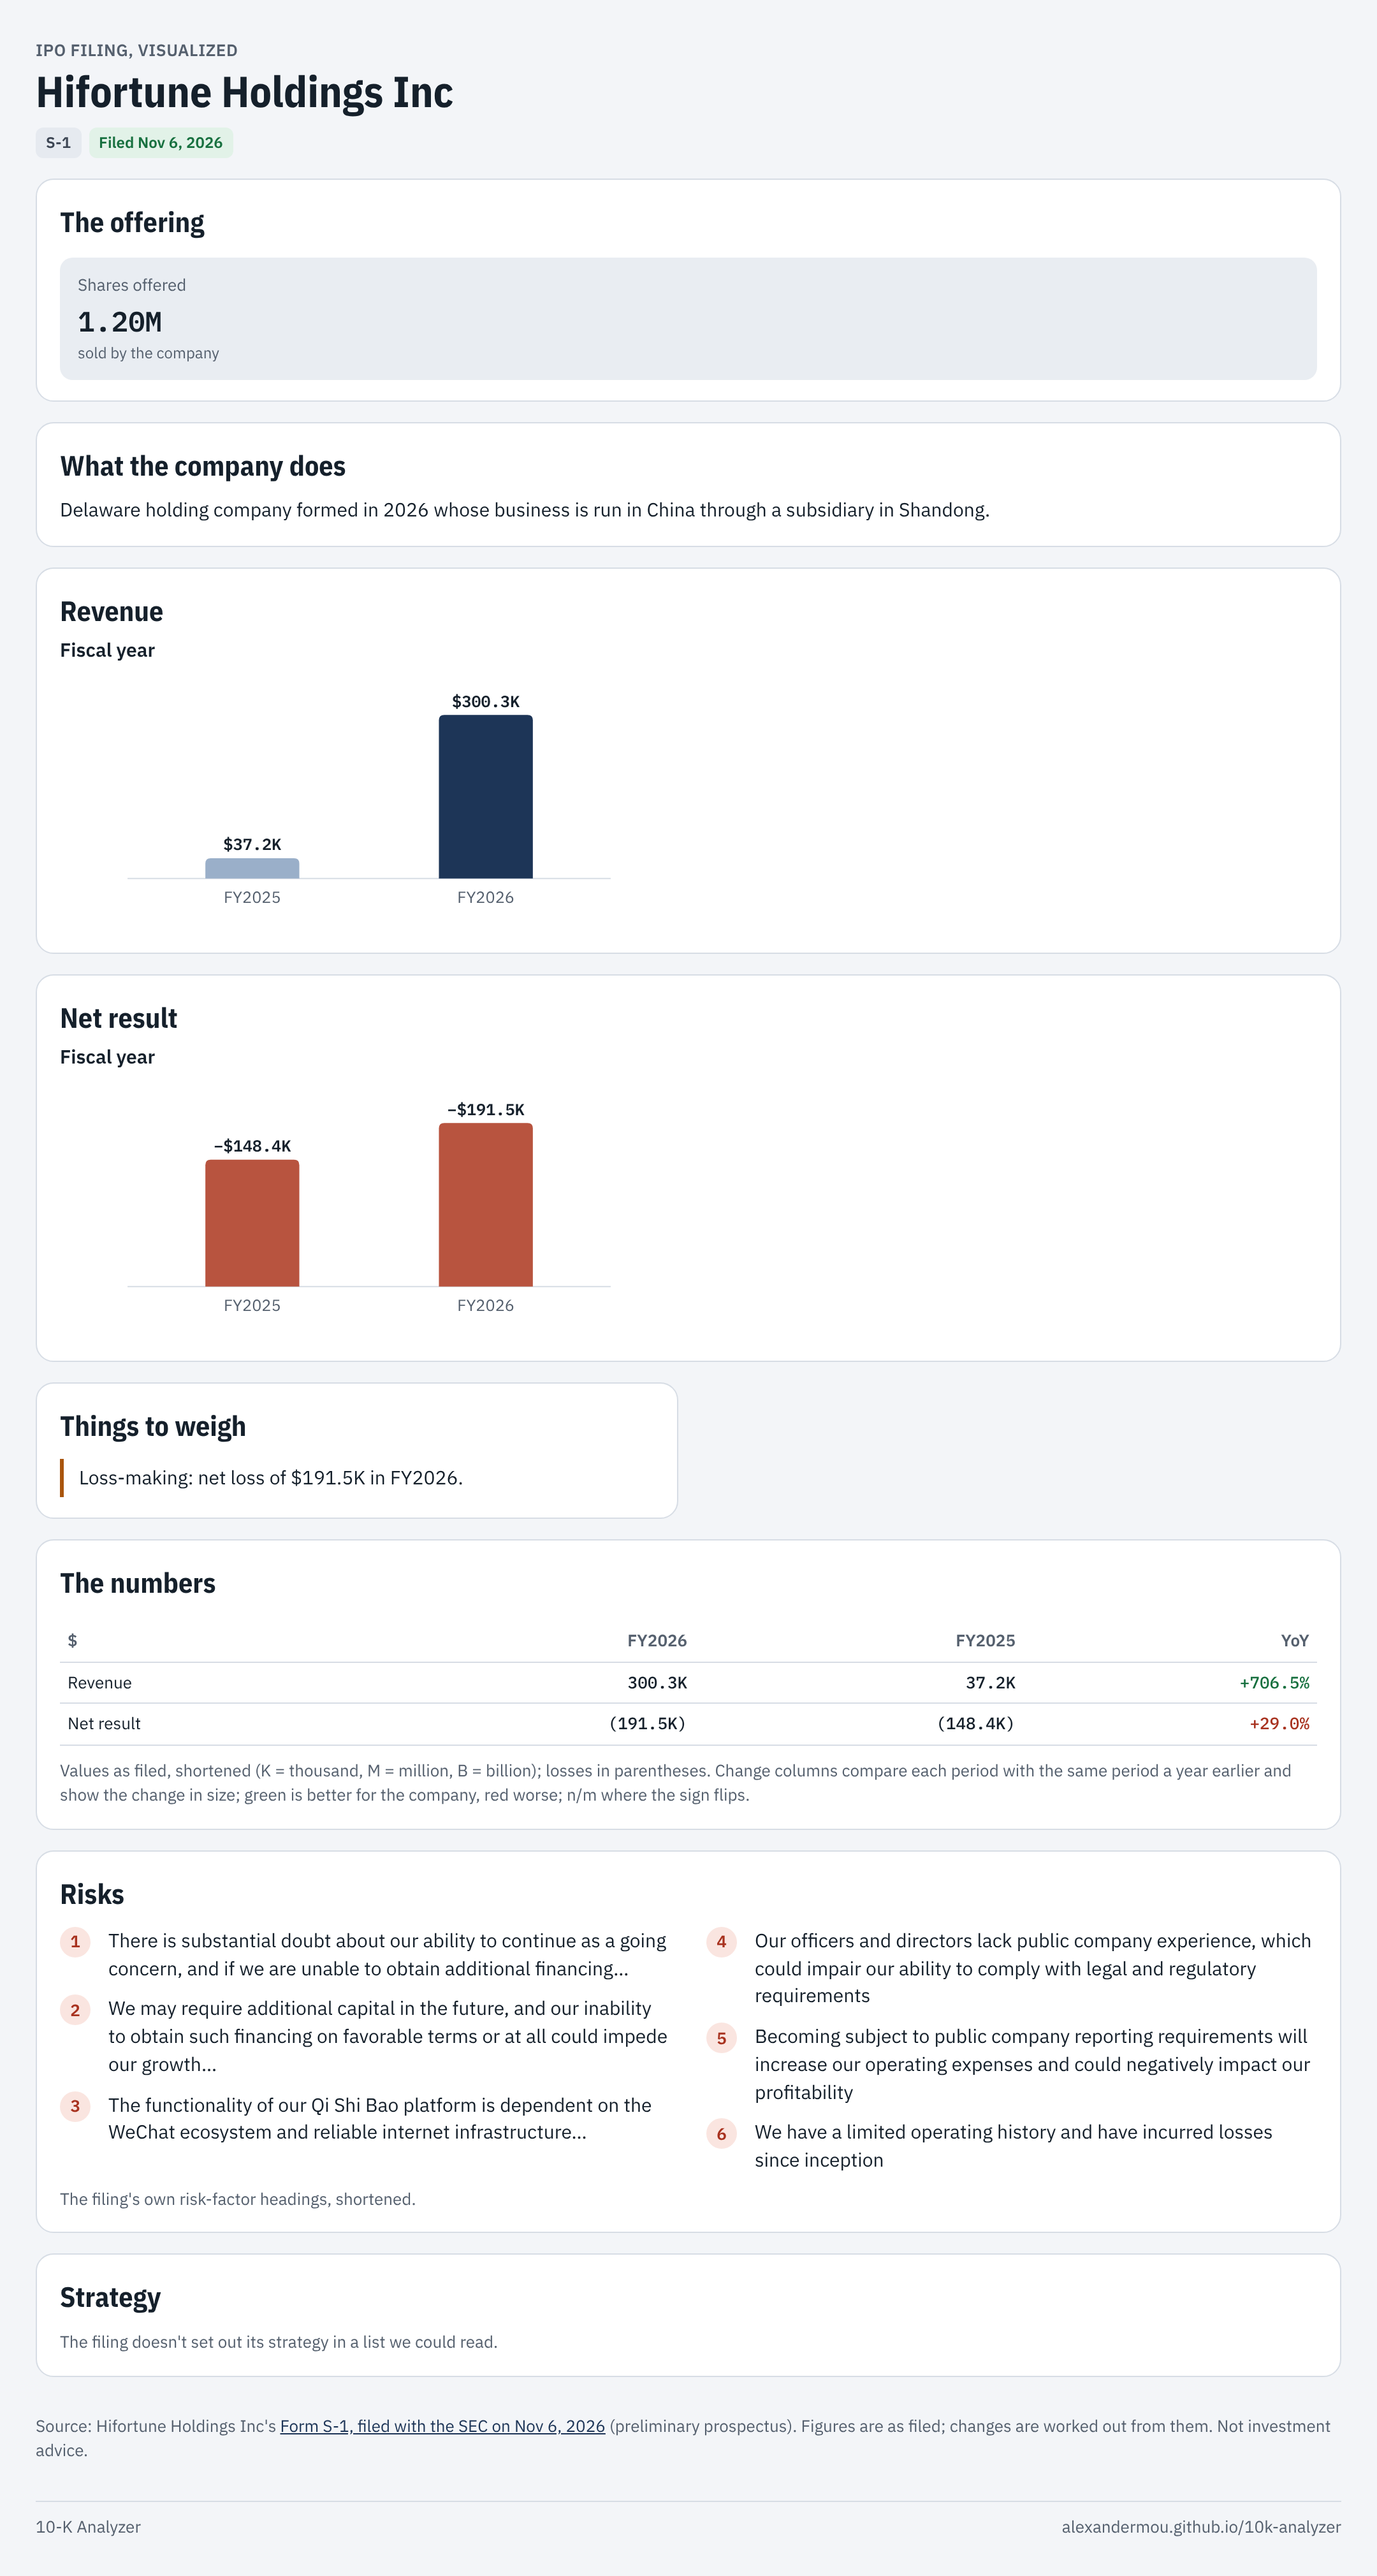 IPO FILING, VISUALIZED
Hifortune Holdings Inc
S-1 Filed Nov 6, 2026
The offering
Shares offered
1.20M
sold by the company
What the company does
Delaware holding company formed in 2026 whose business is run in China through a subsidiary in Shandong.
Revenue
Fiscal year
$37.2K
$300.3K
FY2025 FY2026
Net result
Fiscal year
−$148.4K
−$191.5K
FY2025 FY2026
Things to weigh
Loss-making: net loss of $191.5K in FY2026.
The numbers
$ FY2026 FY2025 YoY
Revenue 300.3K 37.2K +706.5%
Net result (191.5K) (148.4K) +29.0%
Values as filed, shortened (K = thousand, M = million, B = billion); losses in parentheses. Change columns compare each period with the same period a year earlier and
show the change in size; green is better for the company, red worse; n/m where the sign flips.
Risks
1 There is substantial doubt about our ability to continue as a going
concern, and if we are unable to obtain additional financing...
2 We may require additional capital in the future, and our inability
to obtain such financing on favorable terms or at all could impede
our growth...
3 The functionality of our Qi Shi Bao platform is dependent on the
WeChat ecosystem and reliable internet infrastructure...
4 Our officers and directors lack public company experience, which
could impair our ability to comply with legal and regulatory
requirements
5 Becoming subject to public company reporting requirements will
increase our operating expenses and could negatively impact our
profitability
6 We have a limited operating history and have incurred losses
since inception
The filing's own risk-factor headings, shortened.
Strategy
The filing doesn't set out its strategy in a list we could read.
Source: Hifortune Holdings Inc's Form S-1, filed with the SEC on Nov 6, 2026 (preliminary prospectus). Figures are as filed; changes are worked out from them. Not investment
advice.
10-K Analyzer alexandermou.github.io/10k-analyzer